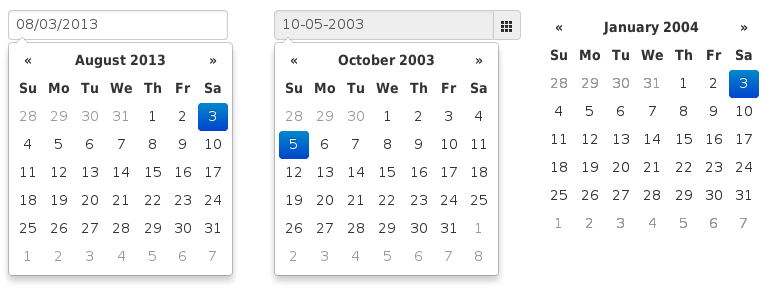 08/03/2013
« August 2013 »
Su Mo Tu We Th Fr Sa
28 29 30 31 1 2 3
4 5 6 7 8 9 10
11 12 13 14 15 16 17
18 19 20 21 22 23 24
25 26 27 28 29 30 31
1 2 3 4 5 6 7
10-05-2003
« October 2003 »
Su Mo Tu We Th Fr Sa
28 29 30 1 2 3 4
5 6 7 8 9 10 11
12 13 14 15 16 17 18
19 20 21 22 23 24 25
26 27 28 29 30 31 1
2 3 4 5 6 7 8
« January 2004 »
Su Mo Tu We Th Fr Sa
28 29 30 31 1 2 3
4 5 6 7 8 9 10
11 12 13 14 15 16 17
18 19 20 21 22 23 24
25 26 27 28 29 30 31
1 2 3 4 5 6 7